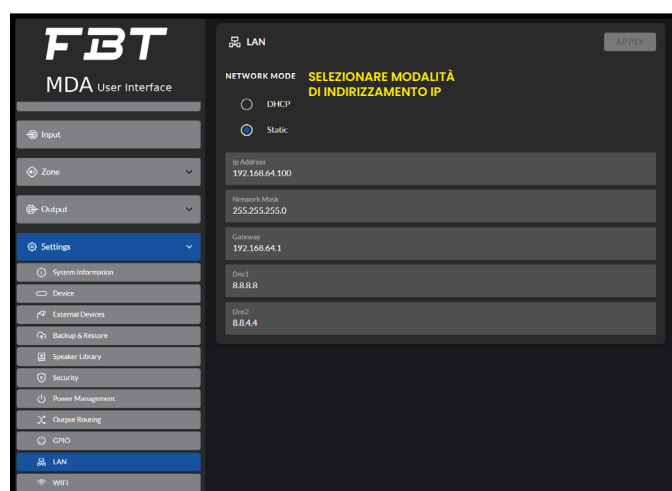 FBT
MDA User Interface
Input
Zone
Output
Settings
System Information
Device
External Devices
Backup & Restore
Speaker Library
Security
Power Management
Output Routing
GPIO
LAN
WIFI
LAN
APPLY
NETWORK MODE
SELEZIONARE MODALITÀ
DI INDIRIZZAMENTO IP
DHCP
Static
Ip Address
192.168.64.100
Network Mask
255.255.255.0
Gateway
192.168.64.1
Dns1
8.8.8.8
Dns2
8.8.4.4